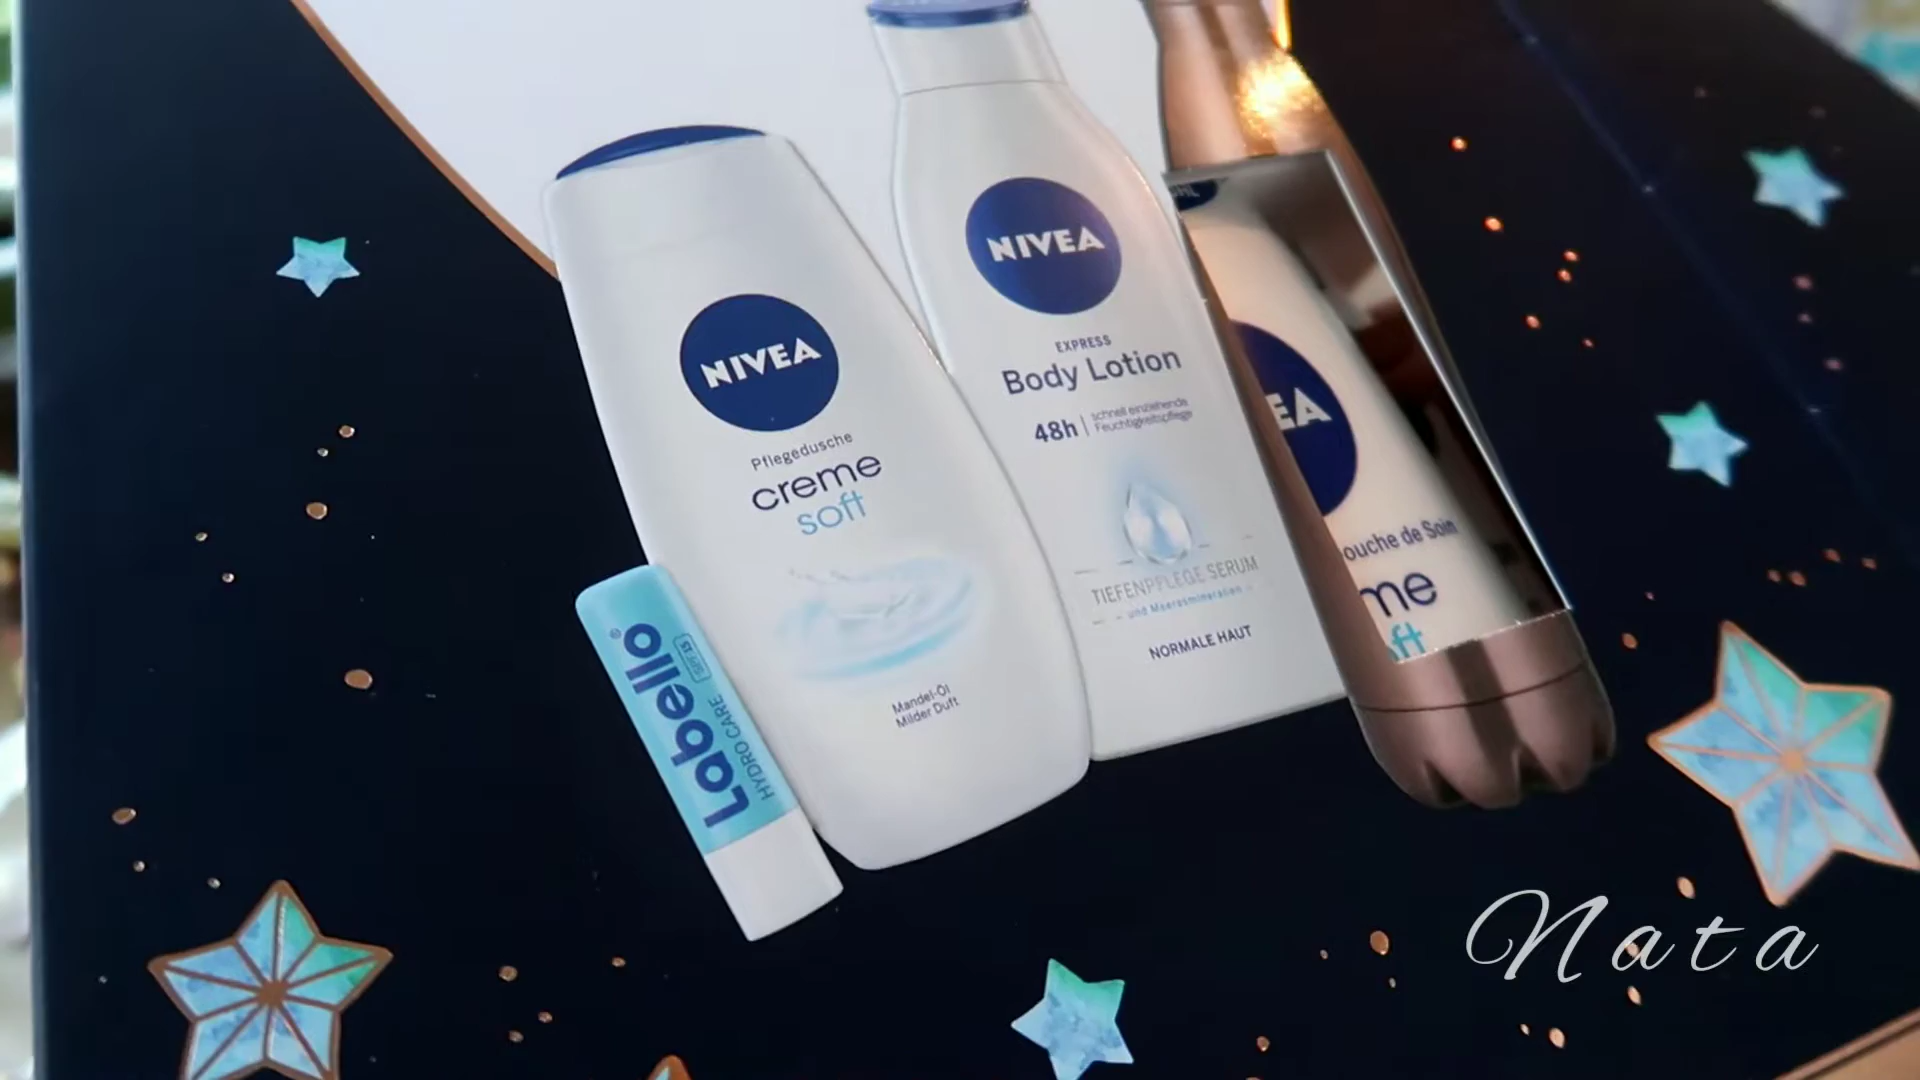 NIVEA
Pflegedusche
creme
soft
Mandel-Öl
Milder Duft
Labello
HYDRO CARE
NIVEA
EXPRESS
Body Lotion
48h
schnell einziehende
Feuchtigkeitspflege
TIEFENPFLEGE SERUM
und Meeresmineralien
NORMALE HAUT
EA
ouche de Soin
me
ft
Nata